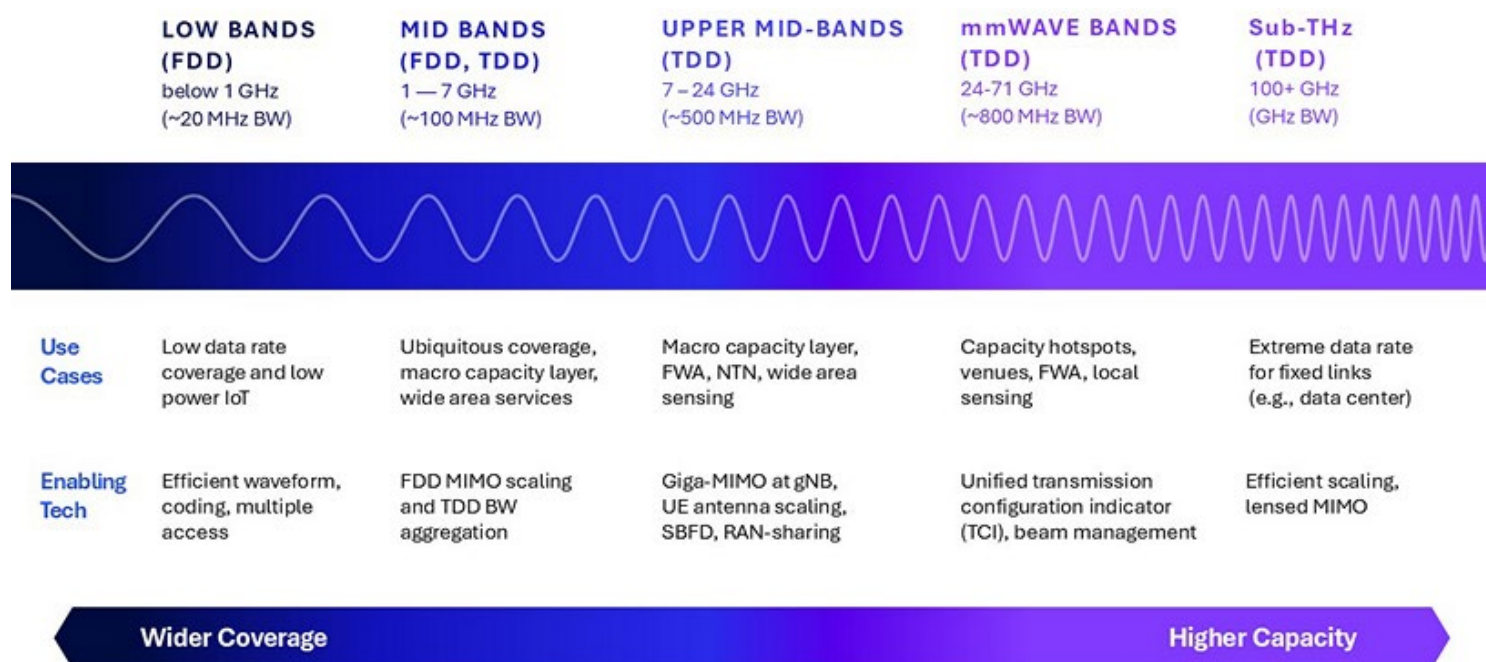 LOW BANDS
(FDD)
below 1 GHz
(~20 MHz BW)
MID BANDS
(FDD, TDD)
1 — 7 GHz
(~100 MHz BW)
UPPER MID-BANDS
(TDD)
7 – 24 GHz
(~500 MHz BW)
mmWAVE BANDS
(TDD)
24-71 GHz
(~800 MHz BW)
Sub-THz
(TDD)
100+ GHz
(GHz BW)
Use
Cases
Low data rate
coverage and low
power IoT
Ubiquitous coverage,
macro capacity layer,
wide area services
Macro capacity layer,
FWA, NTN, wide area
sensing
Capacity hotspots,
venues, FWA, local
sensing
Extreme data rate
for fixed links
(e.g., data center)
Enabling
Tech
Efficient waveform,
coding, multiple
access
FDD MIMO scaling
and TDD BW
aggregation
Giga-MIMO at gNB,
UE antenna scaling,
SBFD, RAN-sharing
Unified transmission
configuration indicator
(TCI), beam management
Efficient scaling,
lensed MIMO
Wider Coverage
Higher Capacity